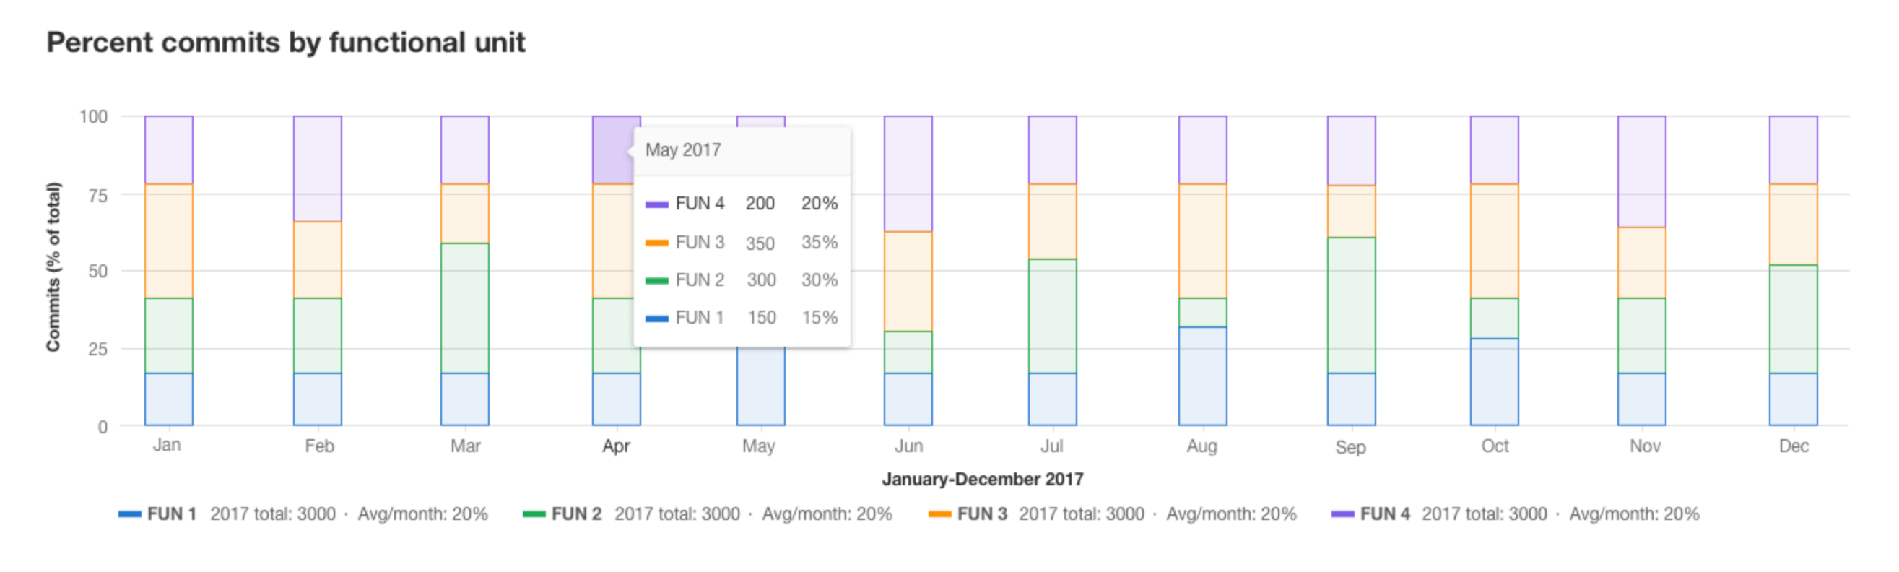 Percent commits by functional unit
Commits (% of total)
100
75
50
25
0
May 2017
FUN 4 200 20%
FUN 3 350 35%
FUN 2 300 30%
FUN 1 150 15%
Jan Feb Mar Apr May Jun Jul Aug Sep Oct Nov Dec
January-December 2017
FUN 1 2017 total: 3000 · Avg/month: 20% FUN 2 2017 total: 3000 · Avg/month: 20% FUN 3 2017 total: 3000 · Avg/month: 20% FUN 4 2017 total: 3000 · Avg/month: 20%